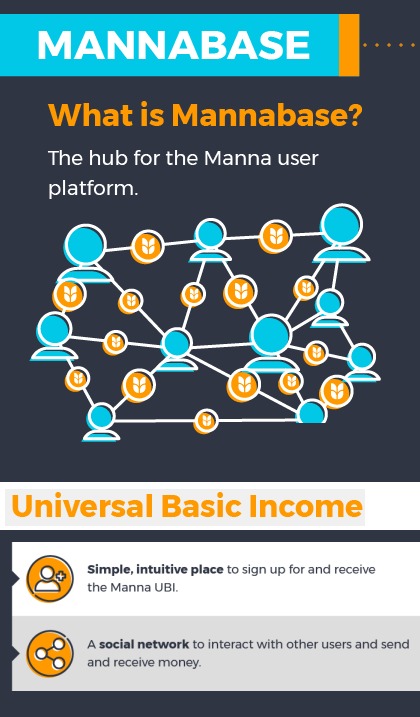 MANNABASE
What is Mannabase?
The hub for the Manna user
platform.
Universal Basic Income
Simple, intuitive place to sign up for and receive
the Manna UBI.
A social network to interact with other users and send
and receive money.